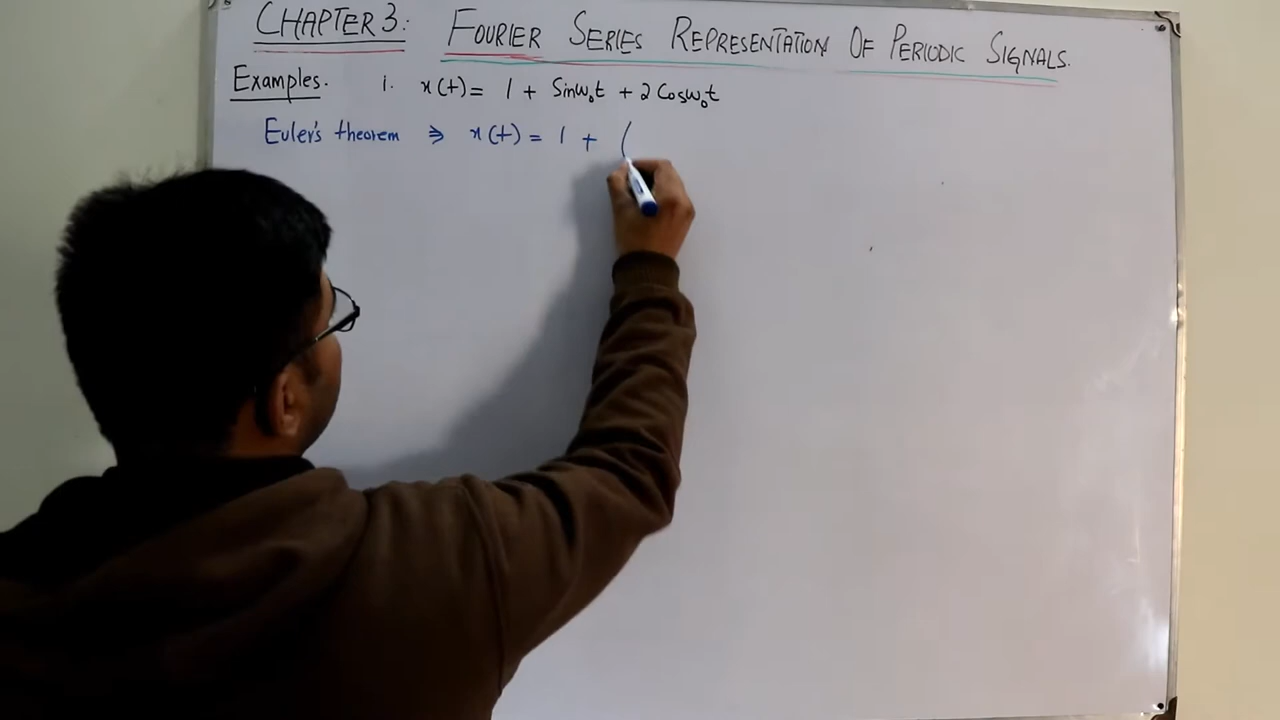 CHAPTER 3: FOURIER SERIES REPRESENTATION OF PERIODIC SIGNALS.
Examples. i. x(t) = 1 + Sinω₀t + 2 Cosω₀t
Euler's theorem ⇒ x(t) = 1 + (